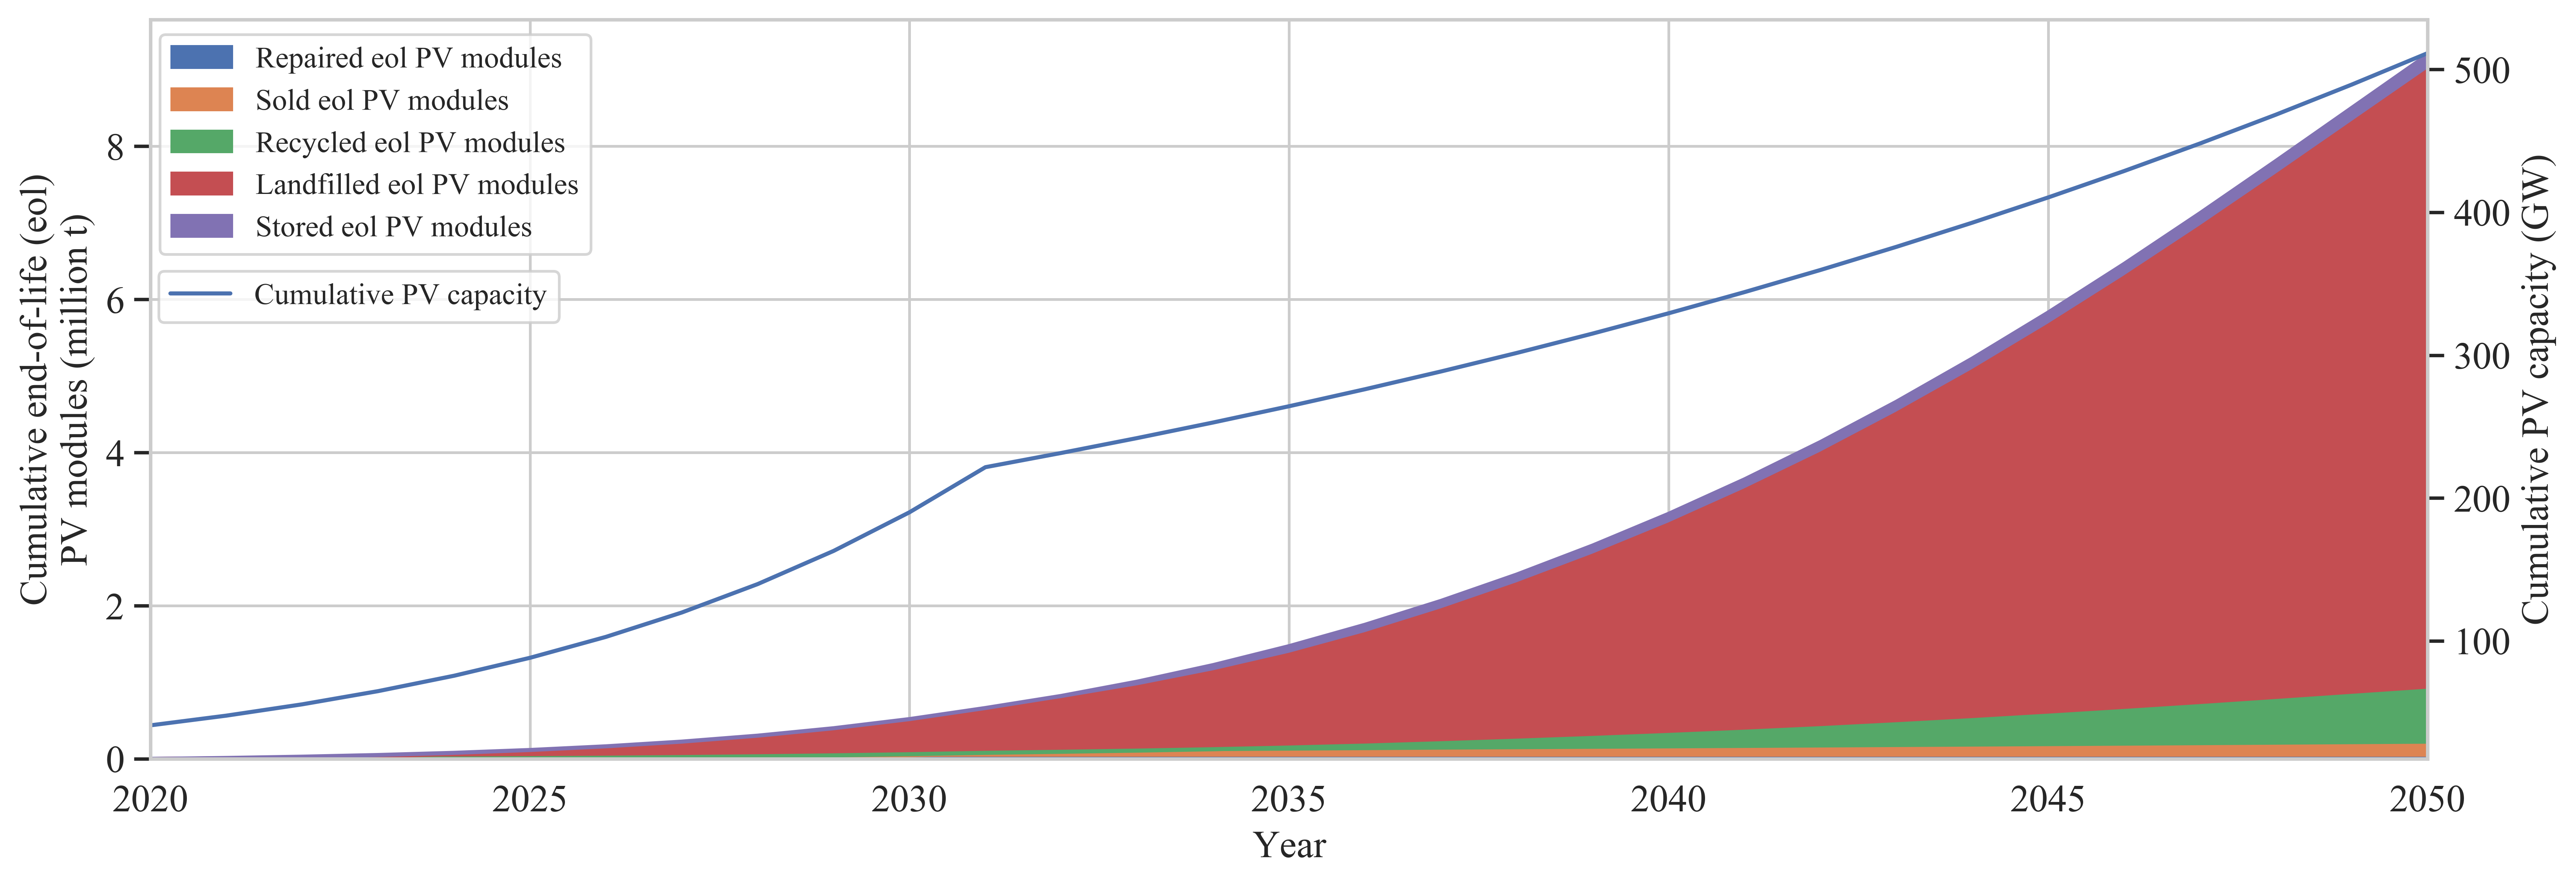 Repaired eol PV modules
Sold eol PV modules
Recycled eol PV modules
Landfilled eol PV modules
Stored eol PV modules
Cumulative PV capacity
Cumulative end-of-life (eol)
PV modules (million t)
8
6
4
2
0
500
400
300
200
100
Cumulative PV capacity (GW)
2020
2025
2030
2035
2040
2045
2050
Year